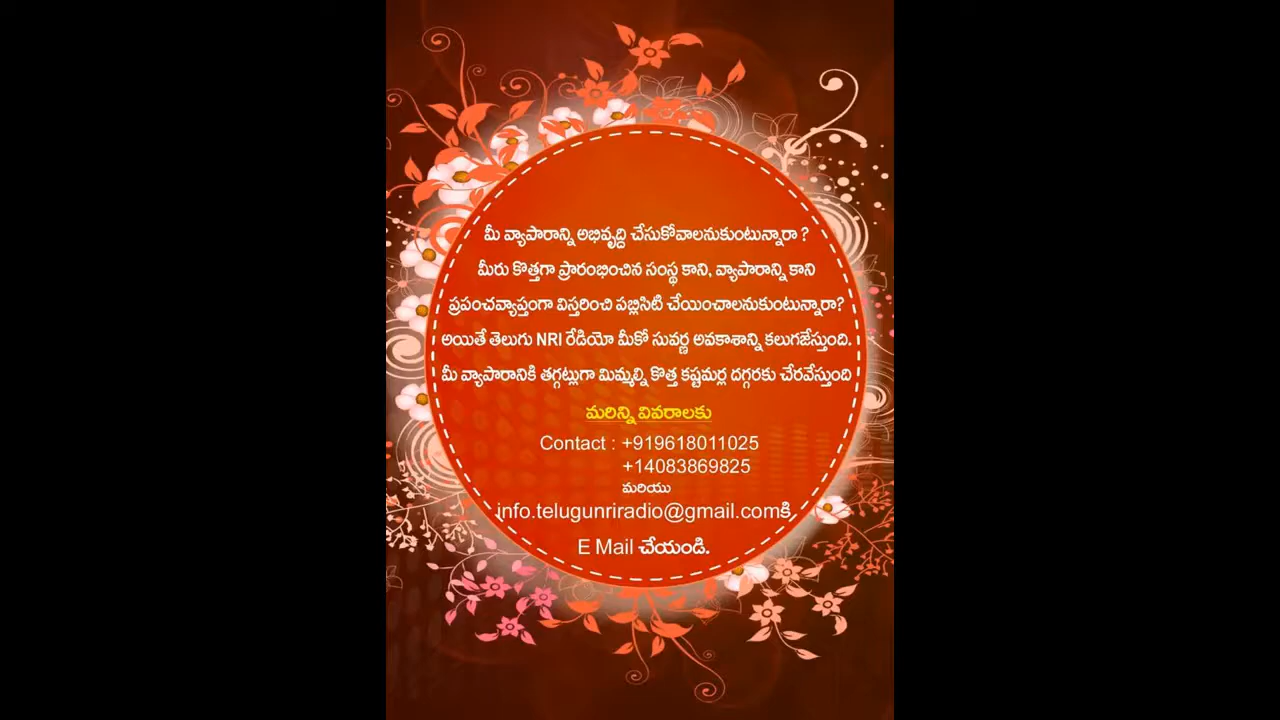 మీ వ్యాపారాన్ని అభివృద్ది చేసుకోవాలనుకుంటున్నారా ?
మీరు కొత్తగా ప్రారంభించిన సంస్థ కాని, వ్యాపారాన్ని కాని
ప్రపంచవ్యాప్తంగా విస్తరించి పబ్లిసిటి చేయించాలనుకుంటున్నారా?
అయితే తెలుగు NRI రేడియో మీకో సువర్ణ అవకాశాన్ని కలుగజేస్తుంది.
మీ వ్యాపారానికి తగ్గట్లుగా మిమ్మల్ని కొత్త కష్టమర్ల దగ్గరకు చేరవేస్తుంది
మరిన్ని వివరాలకు
Contact : +919618011025
+14083869825
మరియు
info.telugunriradio@gmail.comకి
E Mail చేయండి.